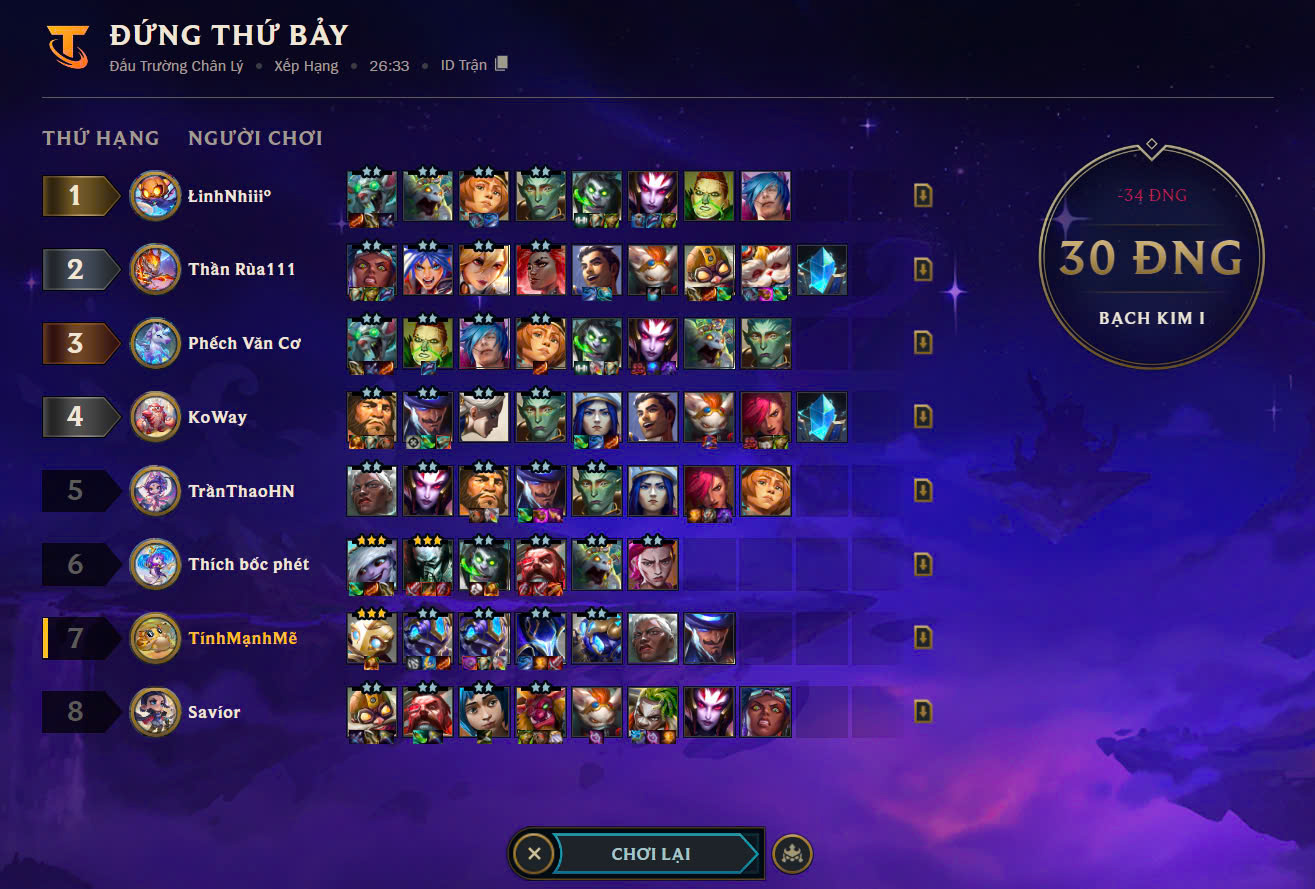 ĐỨNG THỨ BẢY
Đấu Trường Chân Lý • Xếp Hạng • 26:33 • ID Trận
THỨ HẠNG NGƯỜI CHƠI
1 ŁinhNhiiiº
2 Thần Rùa111
3 Phếch Văn Cơ
4 KoWay
5 TrầnThaoHN
6 Thích bốc phét
7 TínhMạnhMẽ
8 Savíor
-34 ĐNG
30 ĐNG
BẠCH KIM I
CHƠI LẠI